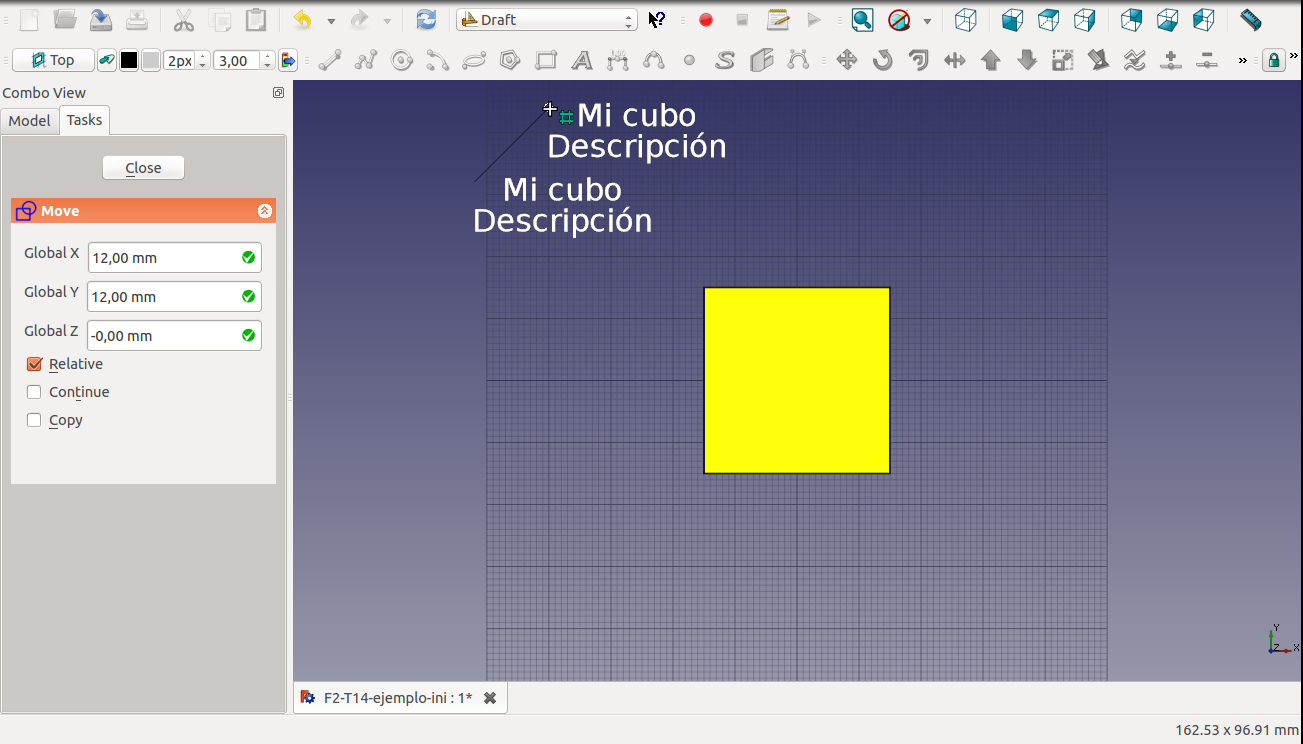 Draft
Top
2px
3,00
»
»
Combo View
Model
Tasks
Close
Move
Global X
12,00 mm
Global Y
12,00 mm
Global Z
-0,00 mm
Relative
Continue
Copy
Mi cubo
Descripción
Mi cubo
Descripción
Y
Z
X
F2-T14-ejemplo-ini : 1*
162.53 x 96.91 mm